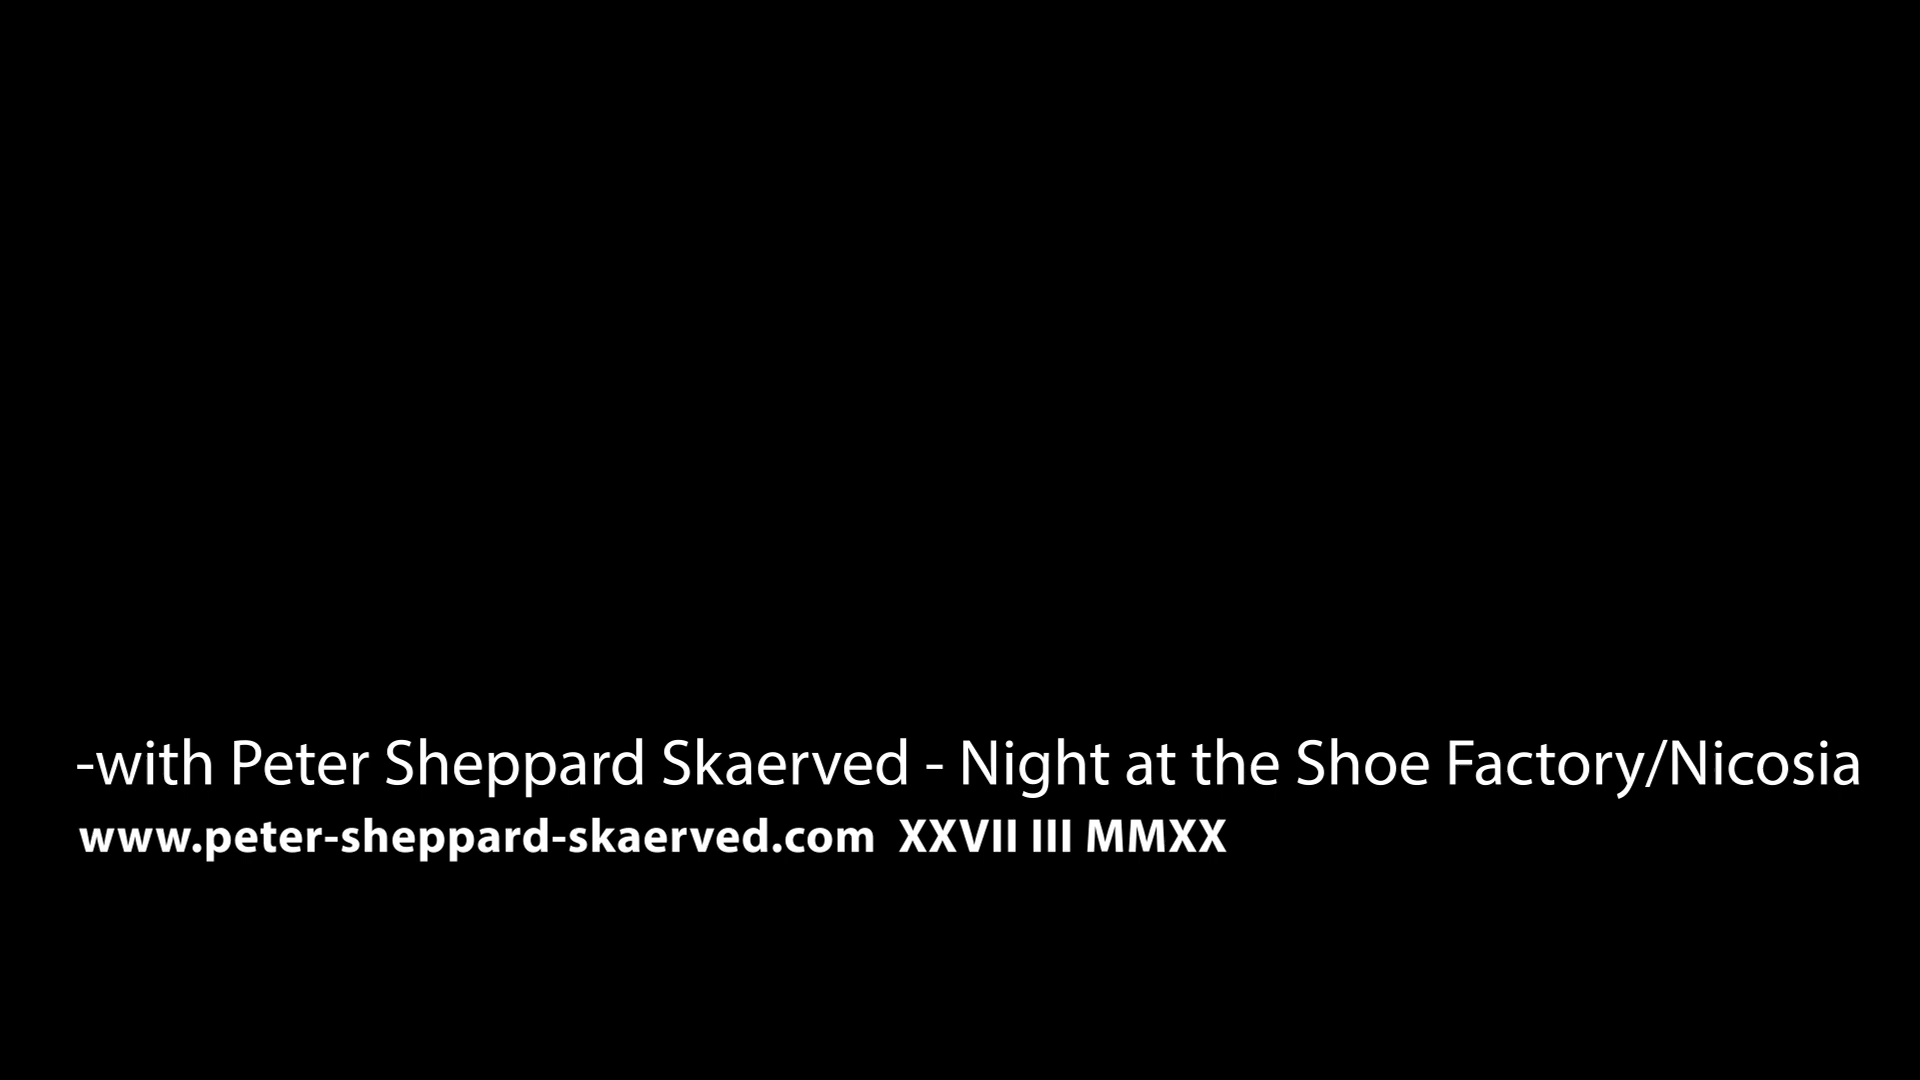 -with Peter Sheppard Skaerved - Night at the Shoe Factory/Nicosia
www.peter-sheppard-skaerved.com  XXVII III MMXX